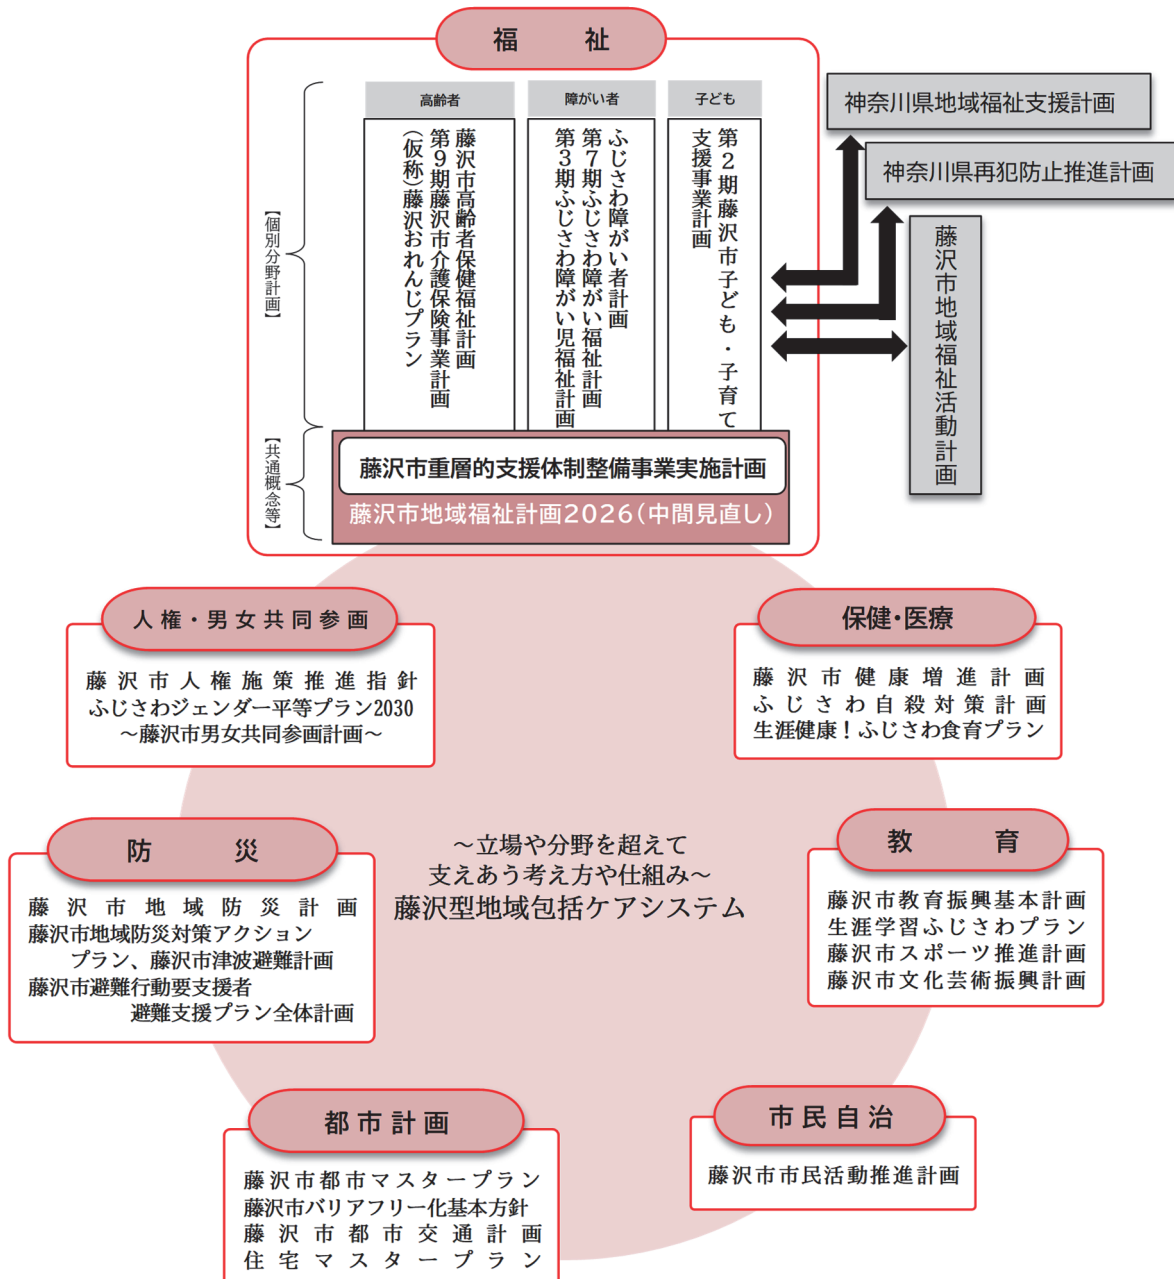 福　祉
高齢者
藤沢市高齢者保健福祉計画
第９期藤沢市介護保険事業計画
（仮称）藤沢おれんじプラン
障がい者
ふじさわ障がい者計画
第７期ふじさわ障がい福祉計画
第３期ふじさわ障がい児福祉計画
子ども
第２期藤沢市子ども・子育て
支援事業計画
【個別分野計画】
【共通概念等】
藤沢市重層的支援体制整備事業実施計画
藤沢市地域福祉計画2026（中間見直し）
神奈川県地域福祉支援計画
神奈川県再犯防止推進計画
藤沢市地域福祉活動計画
人権・男女共同参画
藤沢市人権施策推進指針
ふじさわジェンダー平等プラン2030
～藤沢市男女共同参画計画～
保健・医療
藤沢市健康増進計画
ふじさわ自殺対策計画
生涯健康！ふじさわ食育プラン
防　災
藤沢市地域防災計画
藤沢市地域防災対策アクション
プラン、藤沢市津波避難計画
藤沢市避難行動要支援者
避難支援プラン全体計画
～立場や分野を超えて
支えあう考え方や仕組み～
藤沢型地域包括ケアシステム
教　育
藤沢市教育振興基本計画
生涯学習ふじさわプラン
藤沢市スポーツ推進計画
藤沢市文化芸術振興計画
都市計画
藤沢市都市マスタープラン
藤沢市バリアフリー化基本方針
藤沢市都市交通計画
住宅マスタープラン
市民自治
藤沢市市民活動推進計画